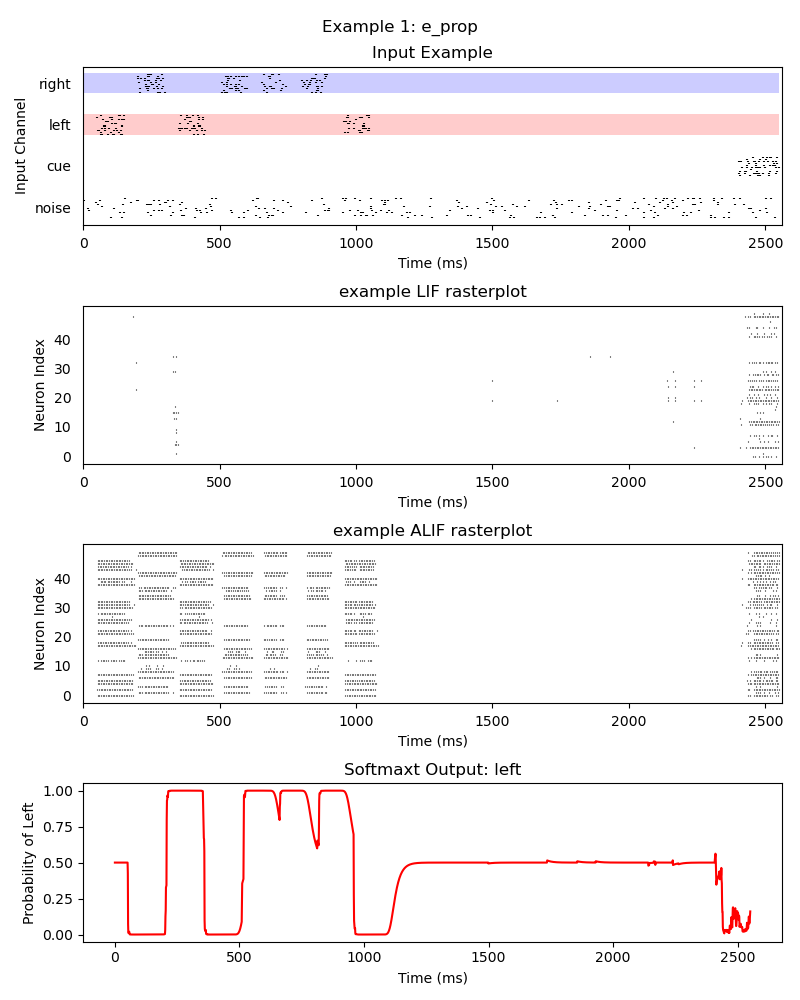 Example 1: e_prop
Input Example
Input Channel
right
left
cue
noise
0 500 1000 1500 2000 2500
Time (ms)
example LIF rasterplot
Neuron Index
40
30
20
10
0
0 500 1000 1500 2000 2500
Time (ms)
example ALIF rasterplot
Neuron Index
40
30
20
10
0
0 500 1000 1500 2000 2500
Time (ms)
Softmaxt Output: left
Probability of Left
1.00
0.75
0.50
0.25
0.00
0 500 1000 1500 2000 2500
Time (ms)